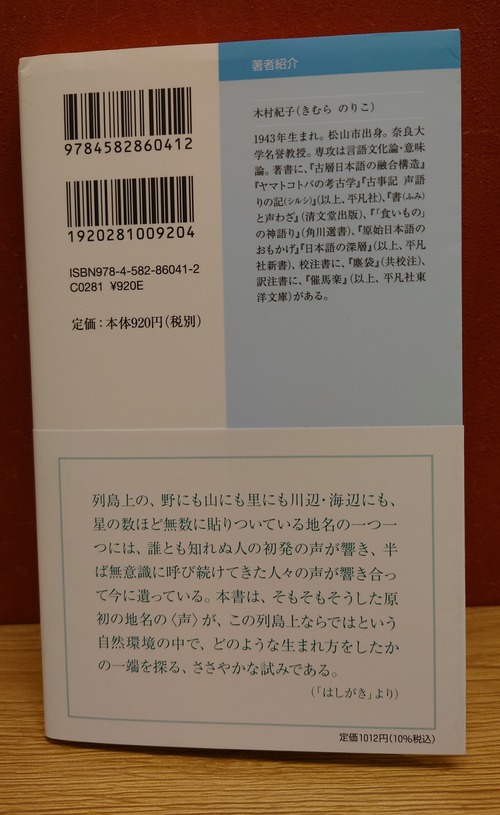 9784582860412
1920281009204
ISBN978-4-582-86041-2
C0281 ¥920E
定価：本体920円（税別）
著者紹介
木村紀子（きむら のりこ）
1943年生まれ。松山市出身。奈良大
学名誉教授。専攻は言語文化論・意味
論。著書に、『古層日本語の融合構造』
『ヤマトコトバの考古学』『古事記 声語
りの記（シルシ）』（以上、平凡社）、『書（ふみ）
と声わざ』（清文堂出版）、『「食いもの」
の神語り』（角川選書）、『原始日本語の
おもかげ』『日本語の深層』（以上、平凡
社新書）、校注書に、『塵袋』（共校注）、
訳注書に、『催馬楽』（以上、平凡社東
洋文庫）がある。
列島上の、野にも山にも里にも川辺・海辺にも、
星の数ほど無数に貼りついている地名の一つ一
つには、誰とも知れぬ人の初発の声が響き、半
ば無意識に呼び続けてきた人々の声が響き合っ
て今に遺っている。本書は、そもそもそうした原
初の地名の〈声〉が、この列島上ならではという
自然環境の中で、どのような生まれ方をしたか
の一端を探る、ささやかな試みである。
（「はしがき」より）
定価1012円（10%税込）